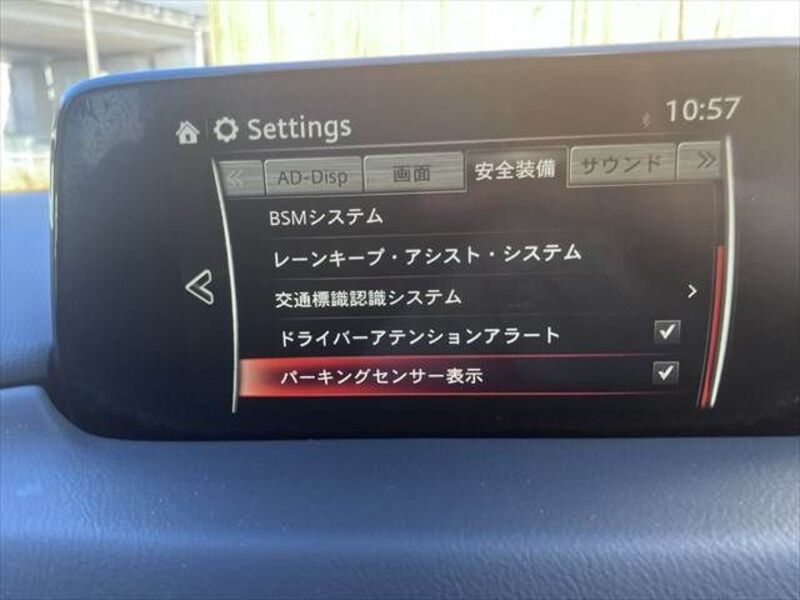 Settings 10:57
AD-Disp 画面 安全装備 サウンド
BSMシステム
レーンキープ・アシスト・システム
交通標識認識システム
ドライバーアテンションアラート
パーキングセンサー表示